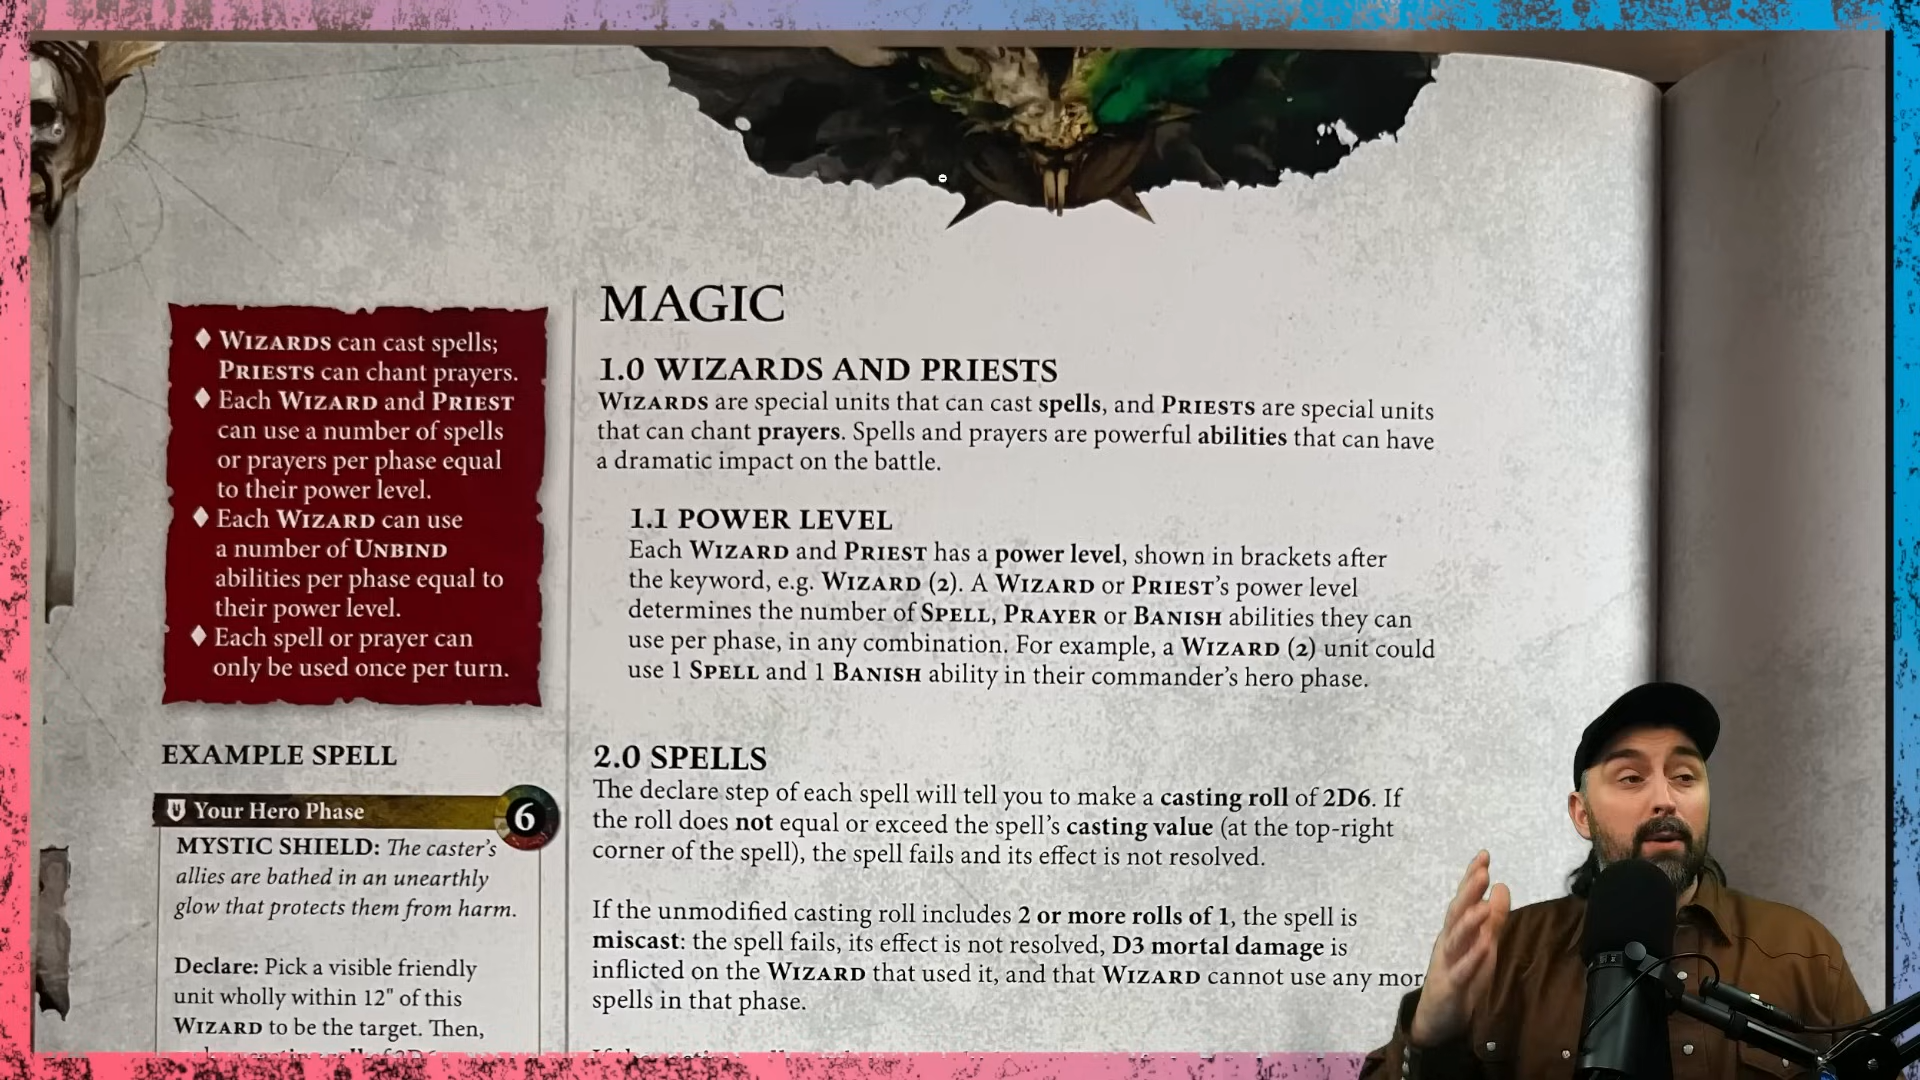 ◆ WIZARDS can cast spells;
PRIESTS can chant prayers.
◆ Each WIZARD and PRIEST
can use a number of spells
or prayers per phase equal
to their power level.
◆ Each WIZARD can use
a number of UNBIND
abilities per phase equal to
their power level.
◆ Each spell or prayer can
only be used once per turn.
EXAMPLE SPELL
Your Hero Phase
6
MYSTIC SHIELD: The caster's
allies are bathed in an unearthly
glow that protects them from harm.
Declare: Pick a visible friendly
unit wholly within 12" of this
WIZARD to be the target. Then,
MAGIC
1.0 WIZARDS AND PRIESTS
WIZARDS are special units that can cast spells, and PRIESTS are special units
that can chant prayers. Spells and prayers are powerful abilities that can have
a dramatic impact on the battle.
1.1 POWER LEVEL
Each WIZARD and PRIEST has a power level, shown in brackets after
the keyword, e.g. WIZARD (2). A WIZARD or PRIEST's power level
determines the number of SPELL, PRAYER or BANISH abilities they can
use per phase, in any combination. For example, a WIZARD (2) unit could
use 1 SPELL and 1 BANISH ability in their commander's hero phase.
2.0 SPELLS
The declare step of each spell will tell you to make a casting roll of 2D6. If
the roll does not equal or exceed the spell's casting value (at the top-right
corner of the spell), the spell fails and its effect is not resolved.
If the unmodified casting roll includes 2 or more rolls of 1, the spell is
miscast: the spell fails, its effect is not resolved, D3 mortal damage is
inflicted on the WIZARD that used it, and that WIZARD cannot use any mor
spells in that phase.